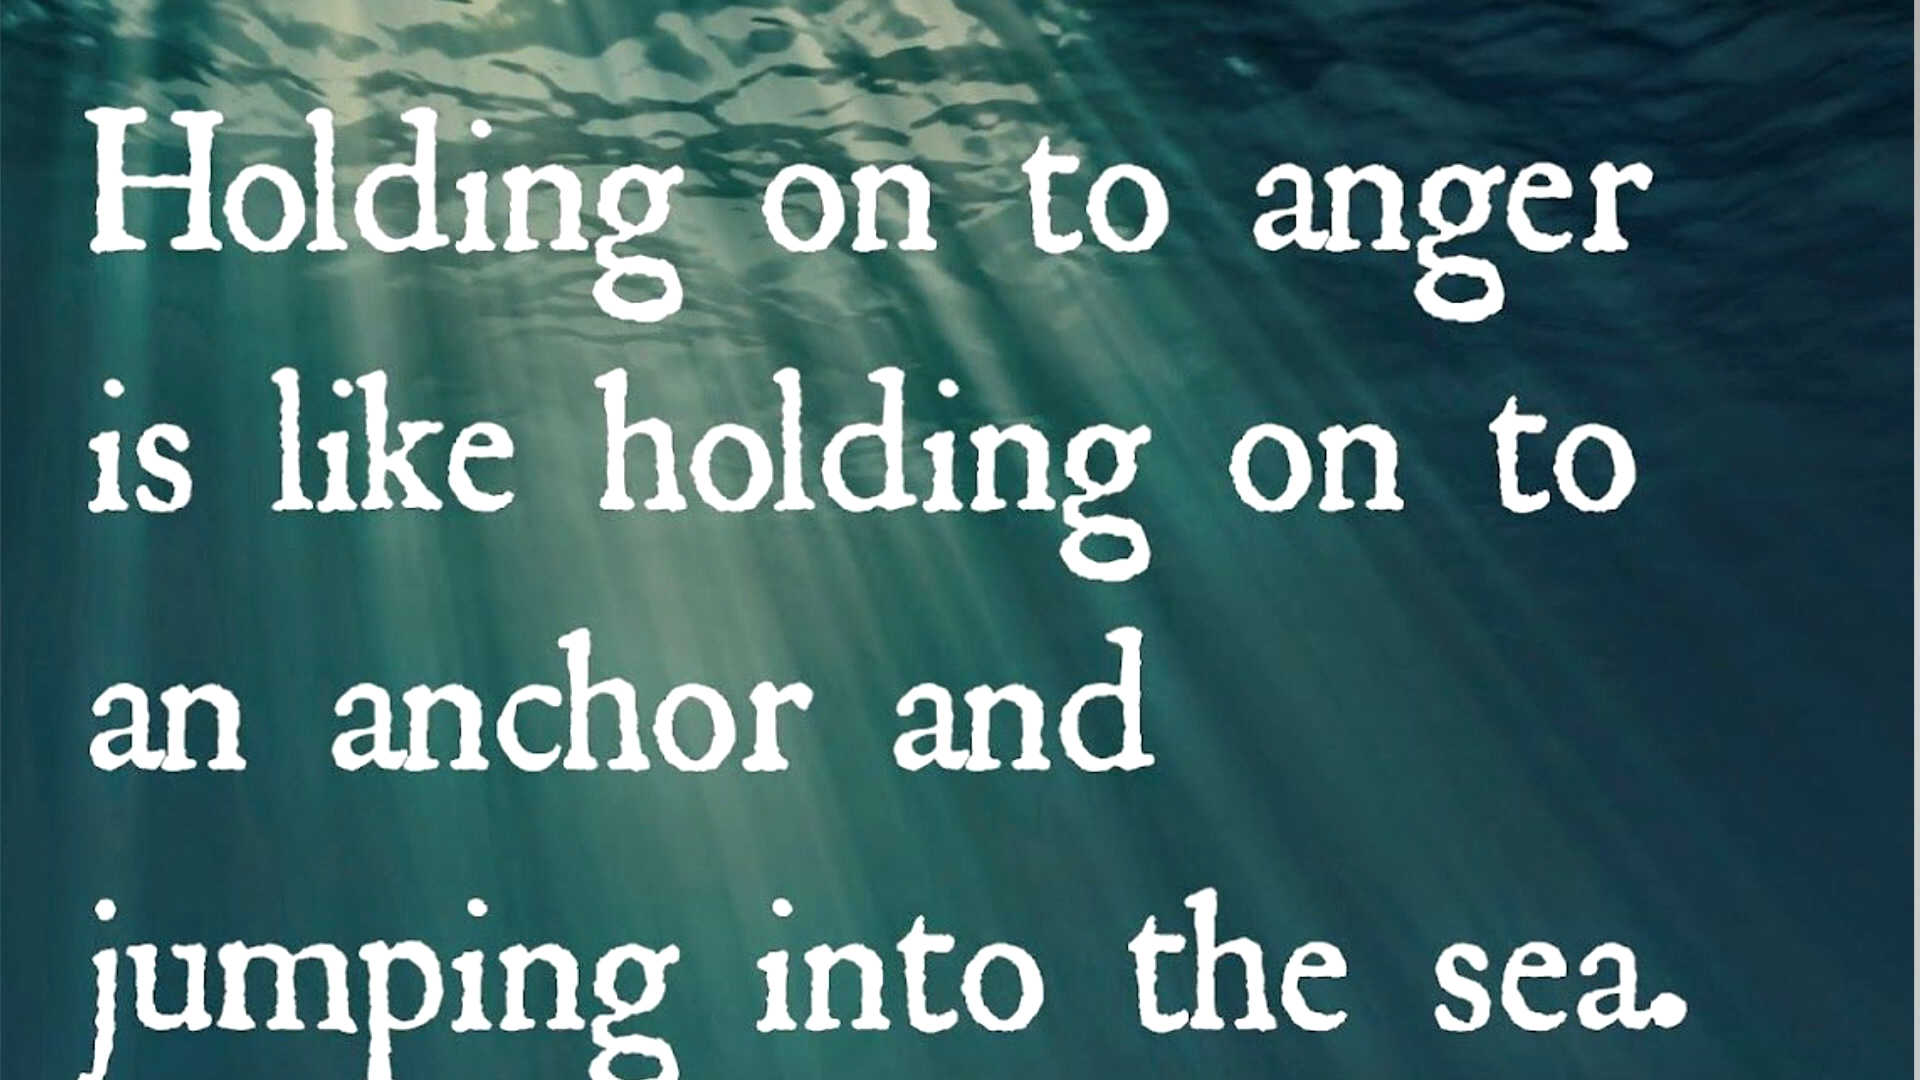 Holding on to anger
is like holding on to
an anchor and
jumping into the sea.